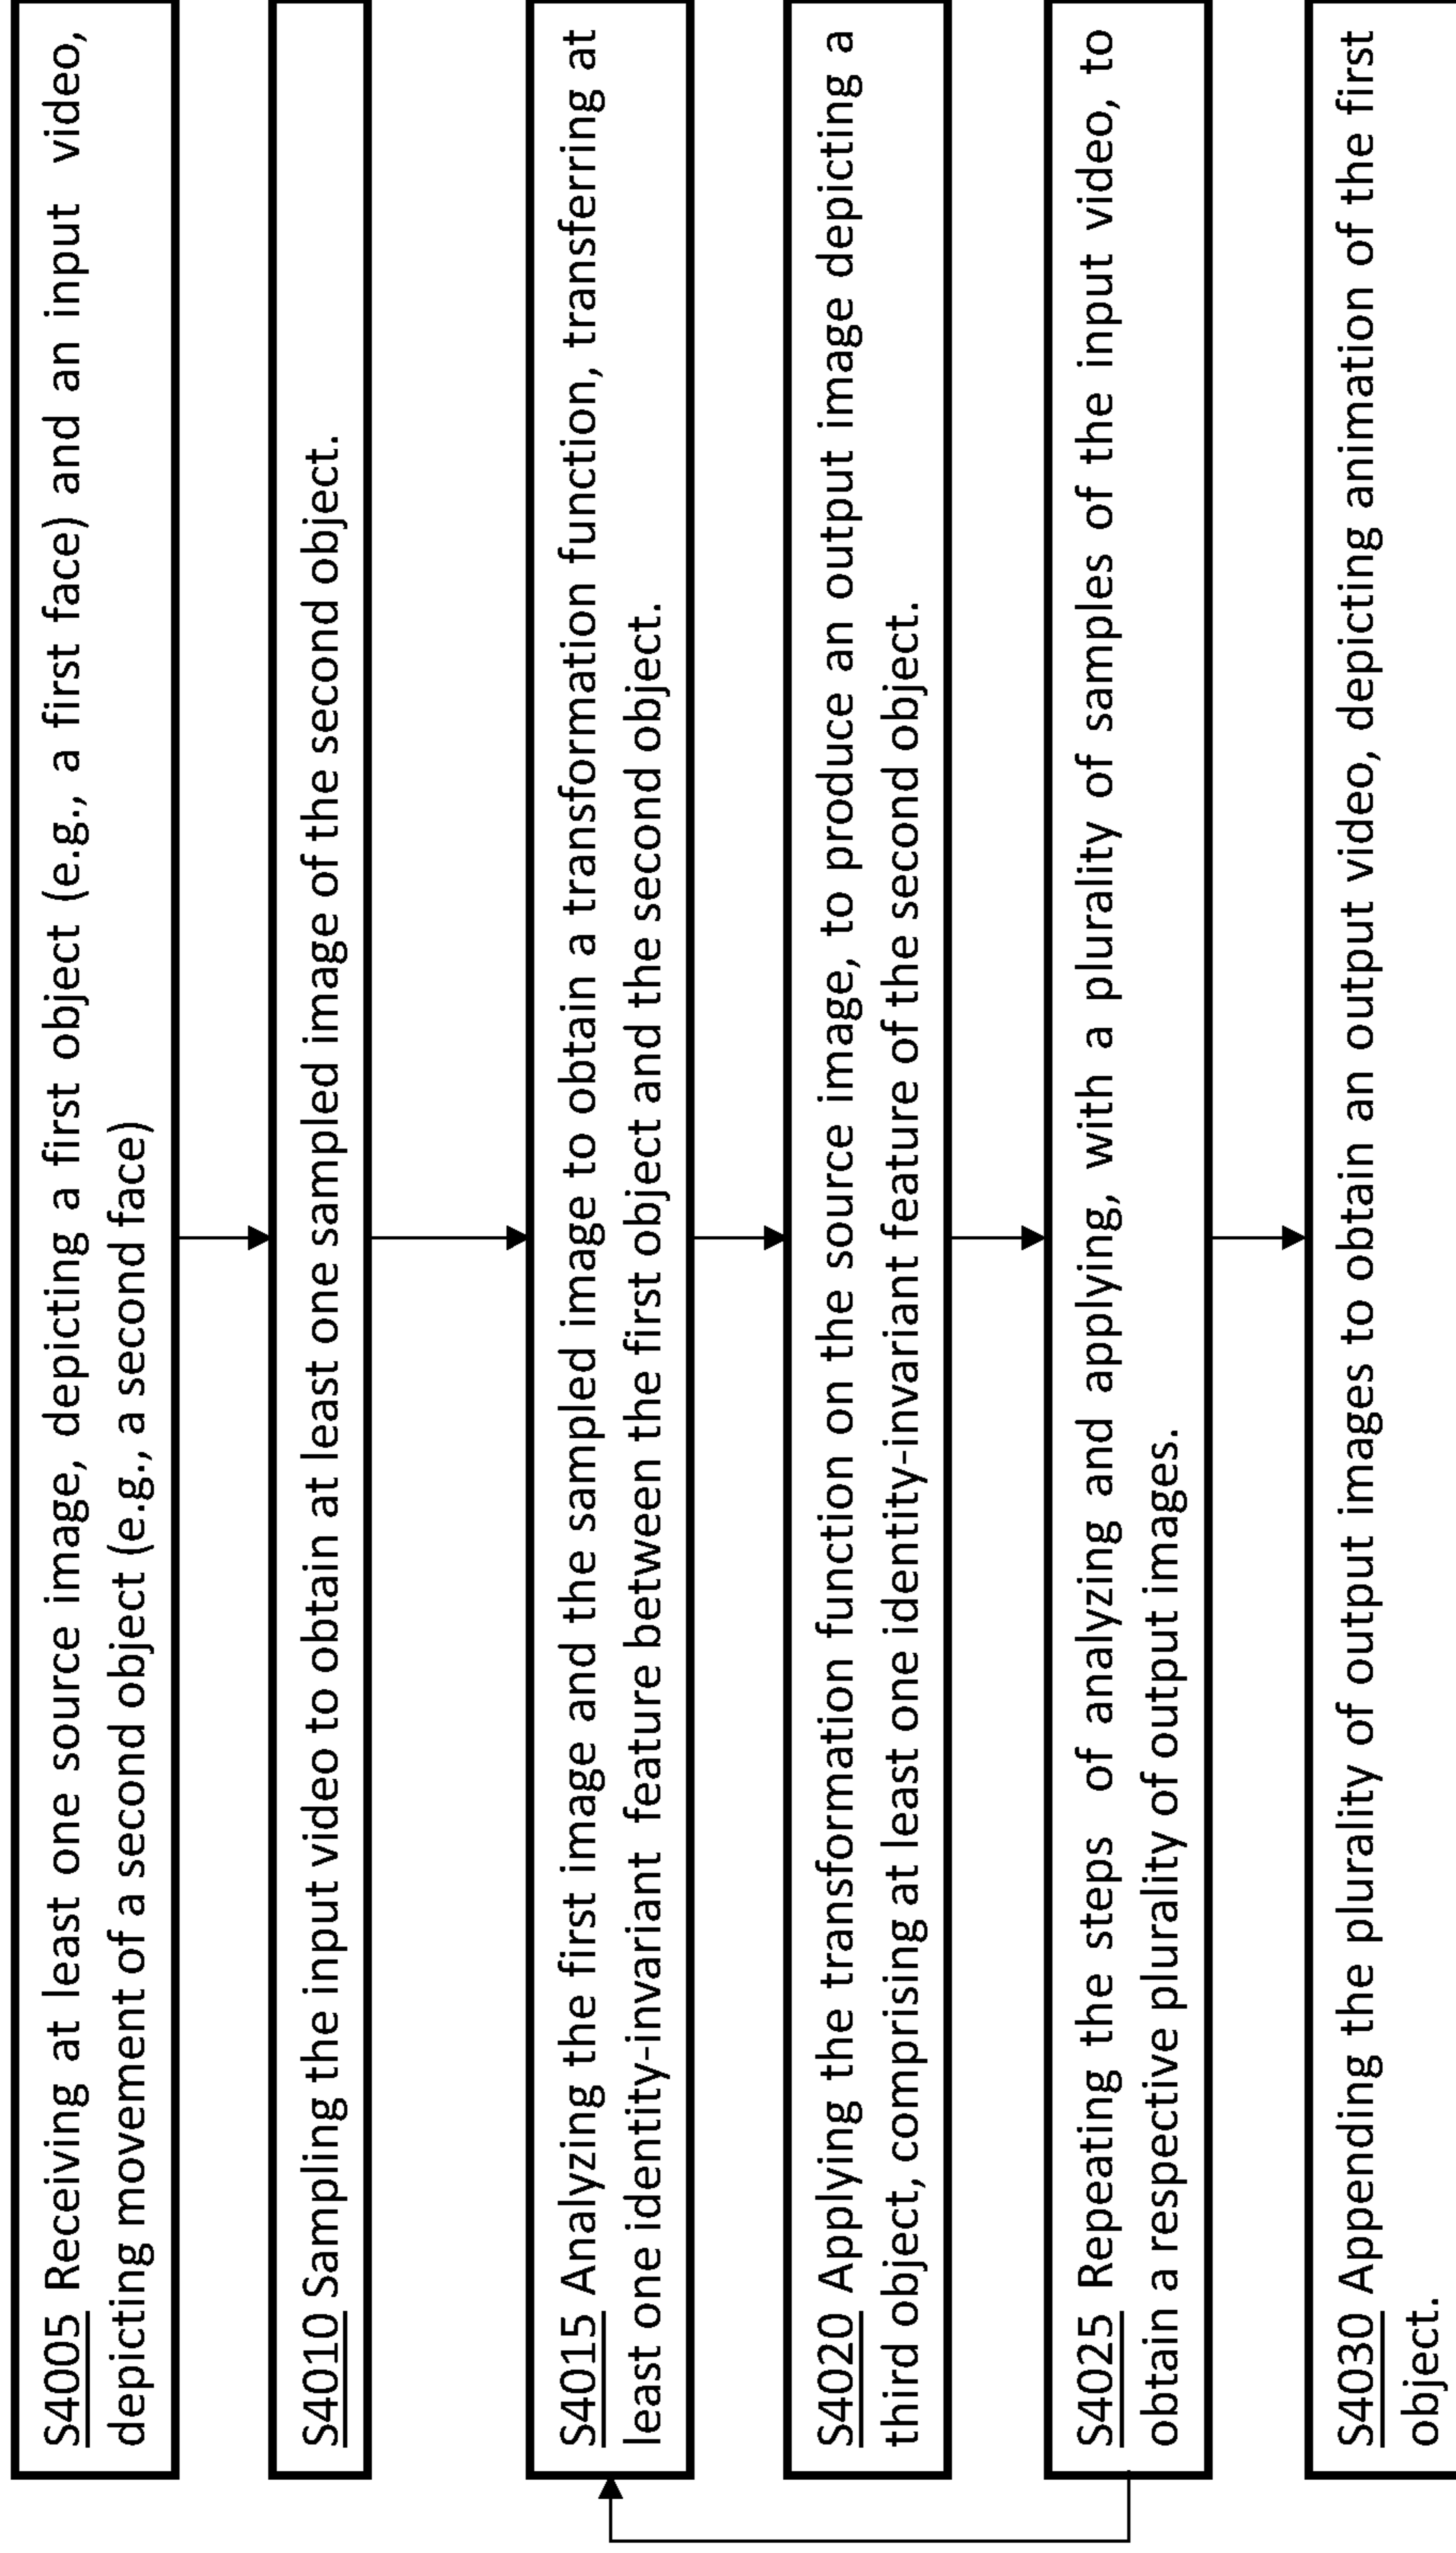 S4005 Receiving at least one source image, depicting a first object (e.g., a first face) and an input video,
depicting movement of a second object (e.g., a second face)
S4010 Sampling the input video to obtain at least one sampled image of the second object.
S4015 Analyzing the first image and the sampled image to obtain a transformation function, transferring at
least one identity-invariant feature between the first object and the second object.
S4020 Applying the transformation function on the source image, to produce an output image depicting a
third object, comprising at least one identity-invariant feature of the second object.
S4025 Repeating the steps of analyzing and applying, with a plurality of samples of the input video, to
obtain a respective plurality of output images.
S4030 Appending the plurality of output images to obtain an output video, depicting animation of the first
object.